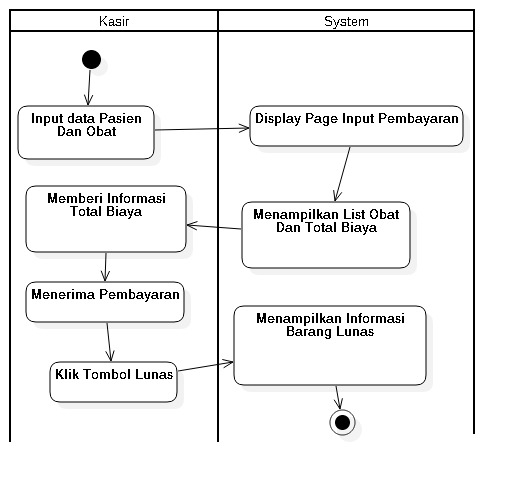 Kasir
System
Input data Pasien
Dan Obat
Display Page Input Pembayaran
Menampilkan List Obat
Dan Total Biaya
Memberi Informasi
Total Biaya
Menerima Pembayaran
Klik Tombol Lunas
Menampilkan Informasi
Barang Lunas